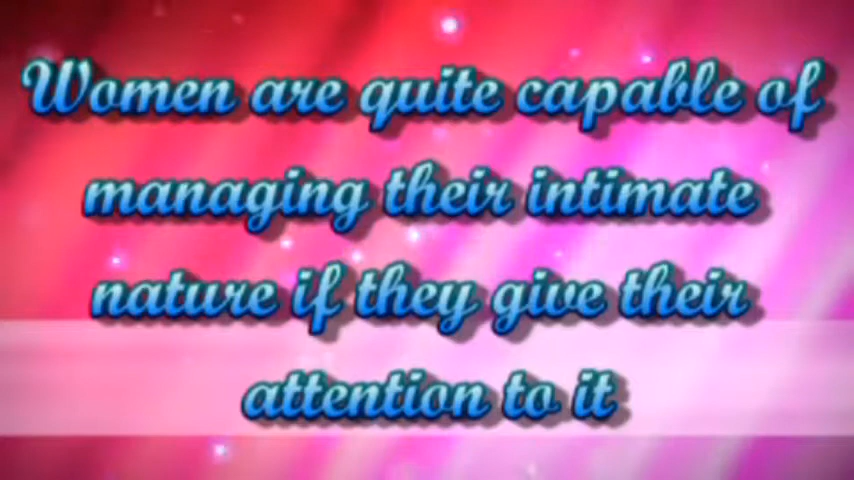 Women are quite capable of
managing their intimate
nature if they give their
attention to it